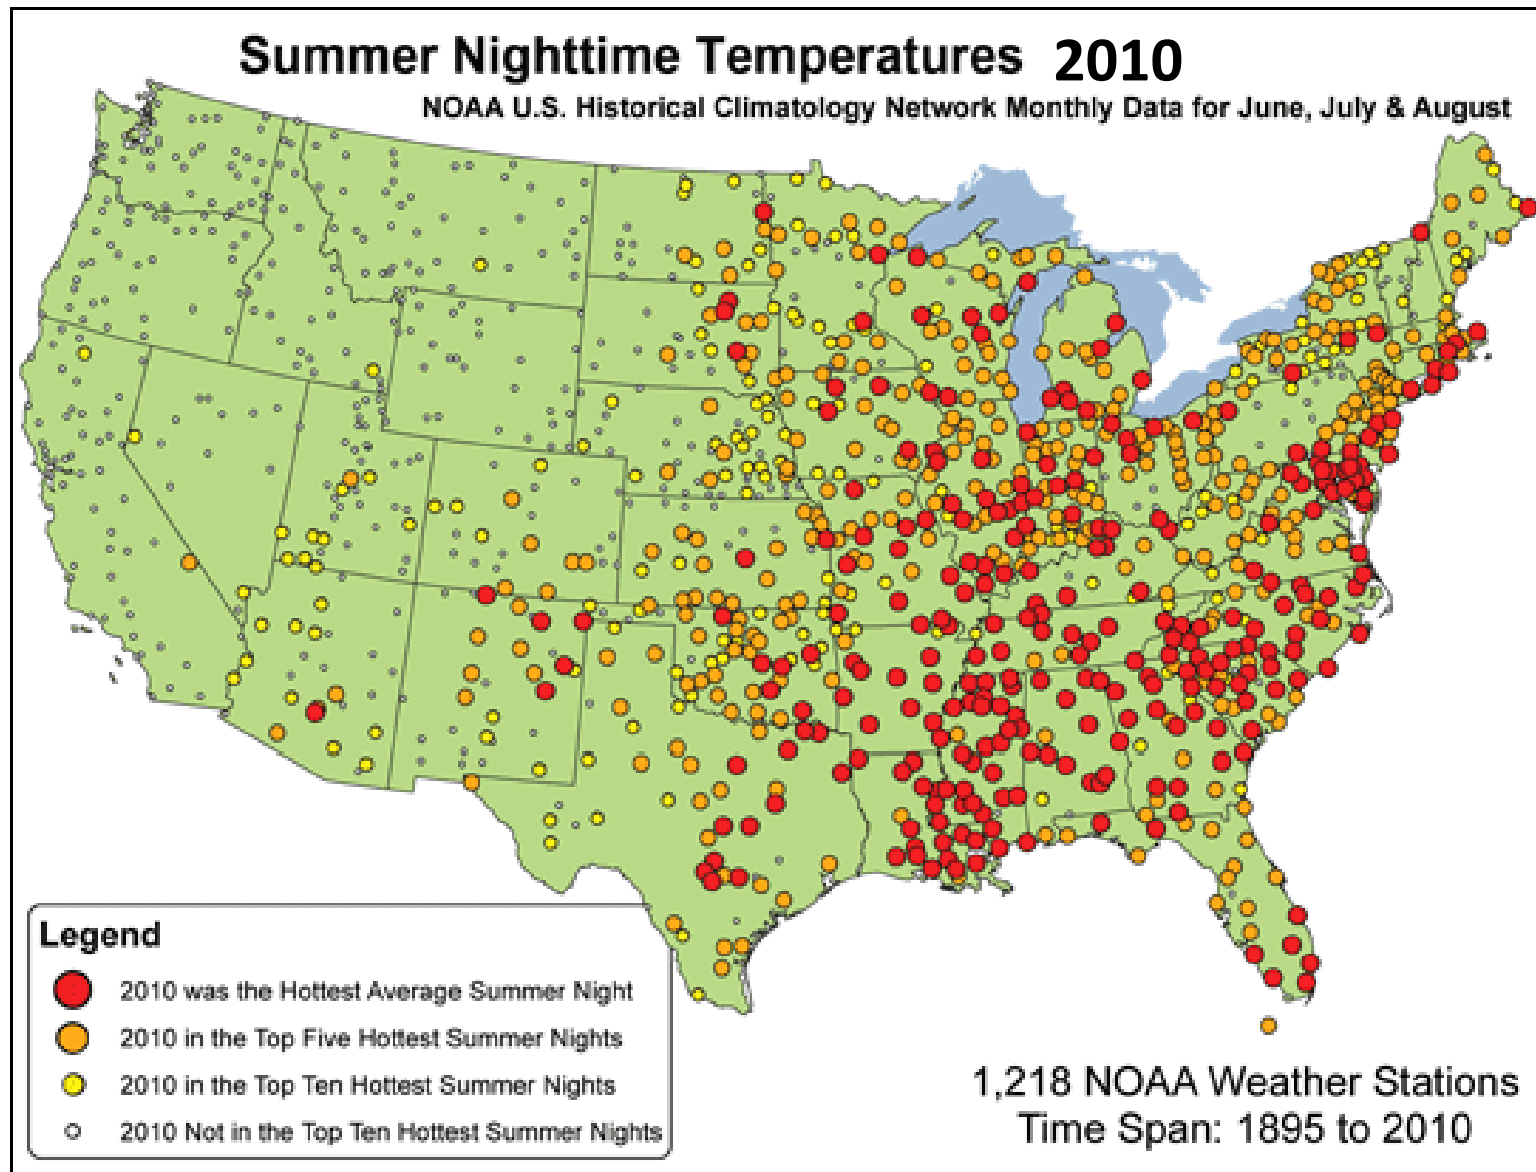 Summer Nighttime Temperatures 2010
NOAA U.S. Historical Climatology Network Monthly Data for June, July & August
Legend
2010 was the Hottest Average Summer Night
2010 in the Top Five Hottest Summer Nights
2010 in the Top Ten Hottest Summer Nights
2010 Not in the Top Ten Hottest Summer Nights
1,218 NOAA Weather Stations
Time Span: 1895 to 2010